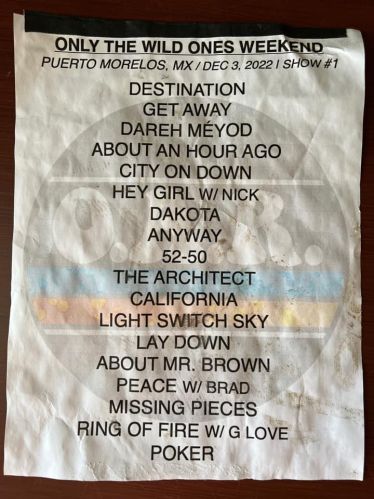 ONLY THE WILD ONES WEEKEND
PUERTO MORELOS, MX / DEC 3, 2022 | SHOW #1
DESTINATION
GET AWAY
DAREH MÉYOD
ABOUT AN HOUR AGO
CITY ON DOWN
HEY GIRL W/ NICK
DAKOTA
ANYWAY
52-50
THE ARCHITECT
CALIFORNIA
LIGHT SWITCH SKY
LAY DOWN
ABOUT MR. BROWN
PEACE W/ BRAD
MISSING PIECES
RING OF FIRE W/ G LOVE
POKER
O.A.R.